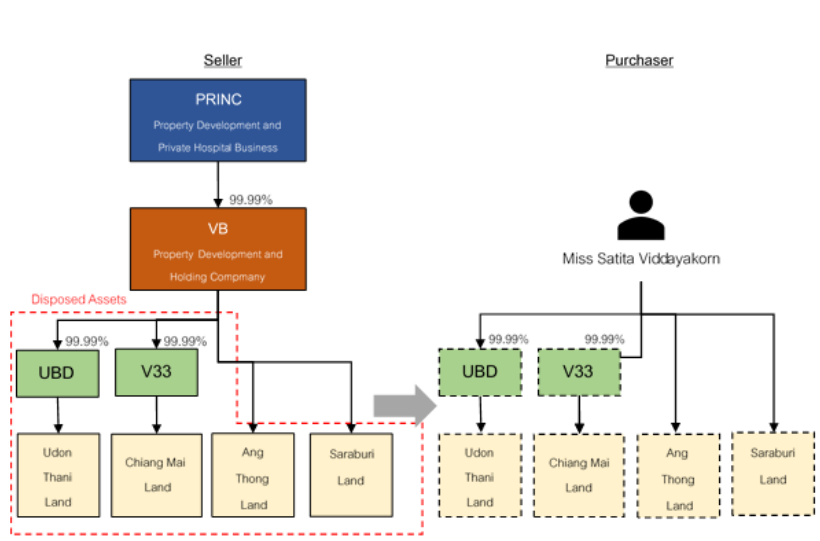 Seller
Purchaser
PRINC
Property Development and
Private Hospital Business
99.99%
VB
Property Development and
Holding Compmany
Miss Satita Viddayakorn
Disposed Assets
99.99%
99.99%
99.99%
99.99%
UBD
V33
UBD
V33
Udon
Thani
Land
Chiang Mai
Land
Ang
Thong
Land
Saraburi
Land
Udon
Thani
Land
Chiang Mai
Land
Ang
Thong
Land
Saraburi
Land